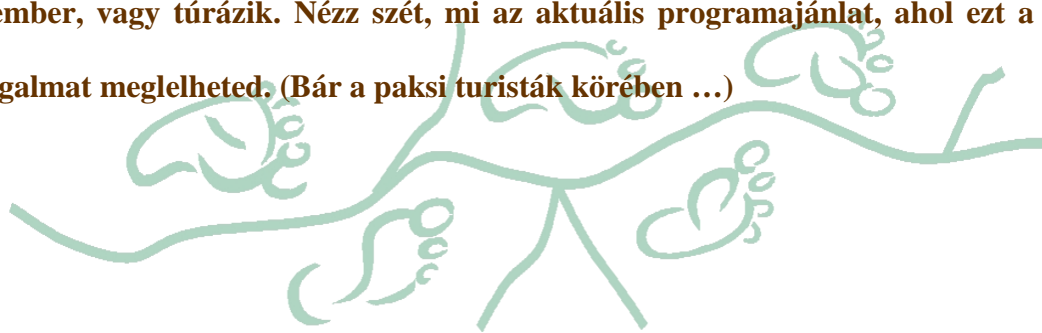 ember, vagy túrázik. Nézz szét, mi az aktuális programajánlat, ahol ezt a
galmat meglelheted. (Bár a paksi turisták körében …)